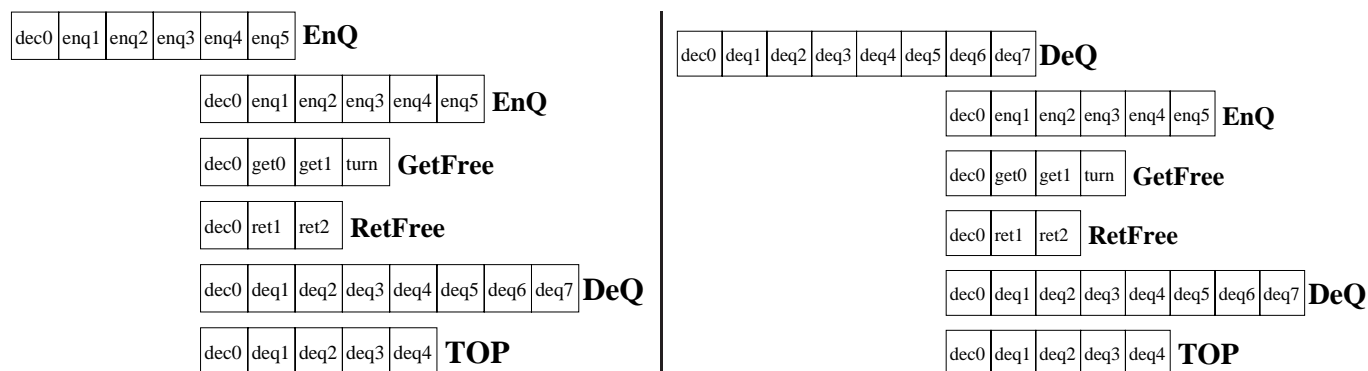 dec0 enq1 enq2 enq3 enq4 enq5 EnQ
dec0 enq1 enq2 enq3 enq4 enq5 EnQ
dec0 get0 get1 turn GetFree
dec0 ret1 ret2 RetFree
dec0 deq1 deq2 deq3 deq4 deq5 deq6 deq7 DeQ
dec0 deq1 deq2 deq3 deq4 TOP
dec0 deq1 deq2 deq3 deq4 deq5 deq6 deq7 DeQ
dec0 enq1 enq2 enq3 enq4 enq5 EnQ
dec0 get0 get1 turn GetFree
dec0 ret1 ret2 RetFree
dec0 deq1 deq2 deq3 deq4 deq5 deq6 deq7 DeQ
dec0 deq1 deq2 deq3 deq4 TOP